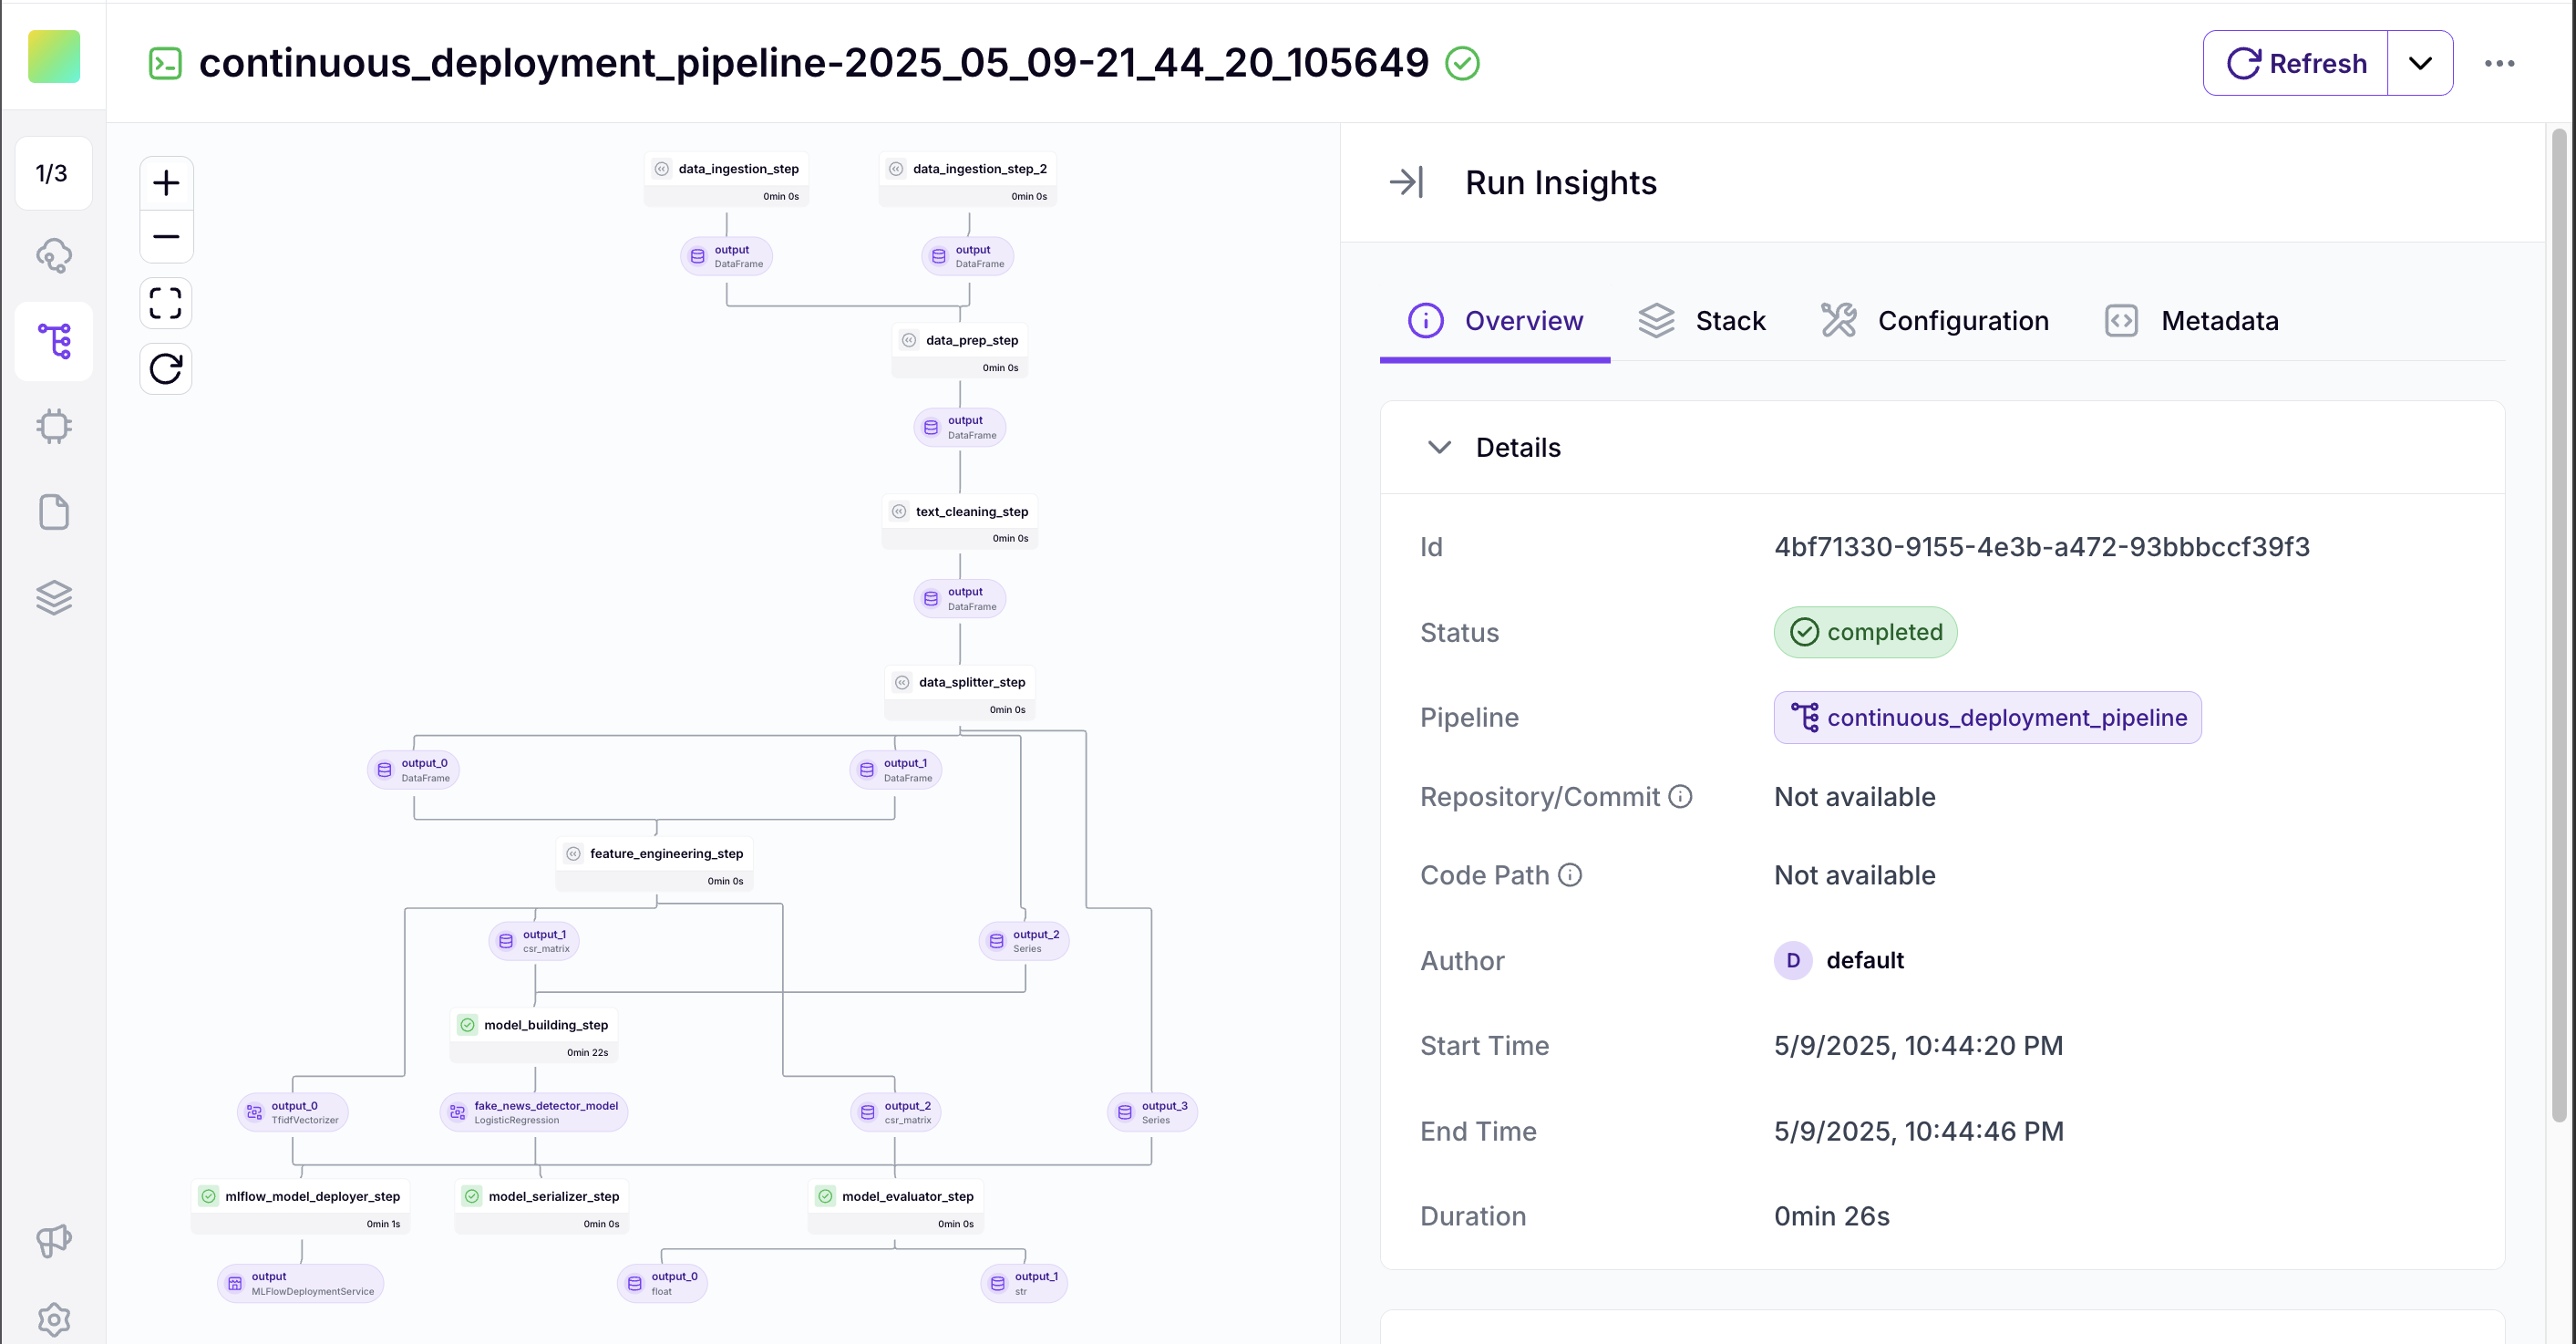 continuous_deployment_pipeline-2025_05_09-21_44_20_105649
Refresh
1/3
data_ingestion_step
0min 0s
data_ingestion_step_2
0min 0s
output
DataFrame
output
DataFrame
data_prep_step
0min 0s
output
DataFrame
text_cleaning_step
0min 0s
output
DataFrame
data_splitter_step
0min 0s
output_0
DataFrame
output_1
DataFrame
feature_engineering_step
0min 0s
output_1
csr_matrix
output_2
Series
model_building_step
0min 22s
output_0
TfidfVectorizer
fake_news_detector_model
LogisticRegression
output_2
csr_matrix
output_3
Series
mlflow_model_deployer_step
0min 1s
model_serializer_step
0min 0s
model_evaluator_step
0min 0s
output
MLFlowDeploymentService
output_0
float
output_1
str
Run Insights
Overview
Stack
Configuration
Metadata
Details
Id
4bf71330-9155-4e3b-a472-93bbbccf39f3
Status
completed
Pipeline
continuous_deployment_pipeline
Repository/Commit
Not available
Code Path
Not available
Author
D default
Start Time
5/9/2025, 10:44:20 PM
End Time
5/9/2025, 10:44:46 PM
Duration
0min 26s